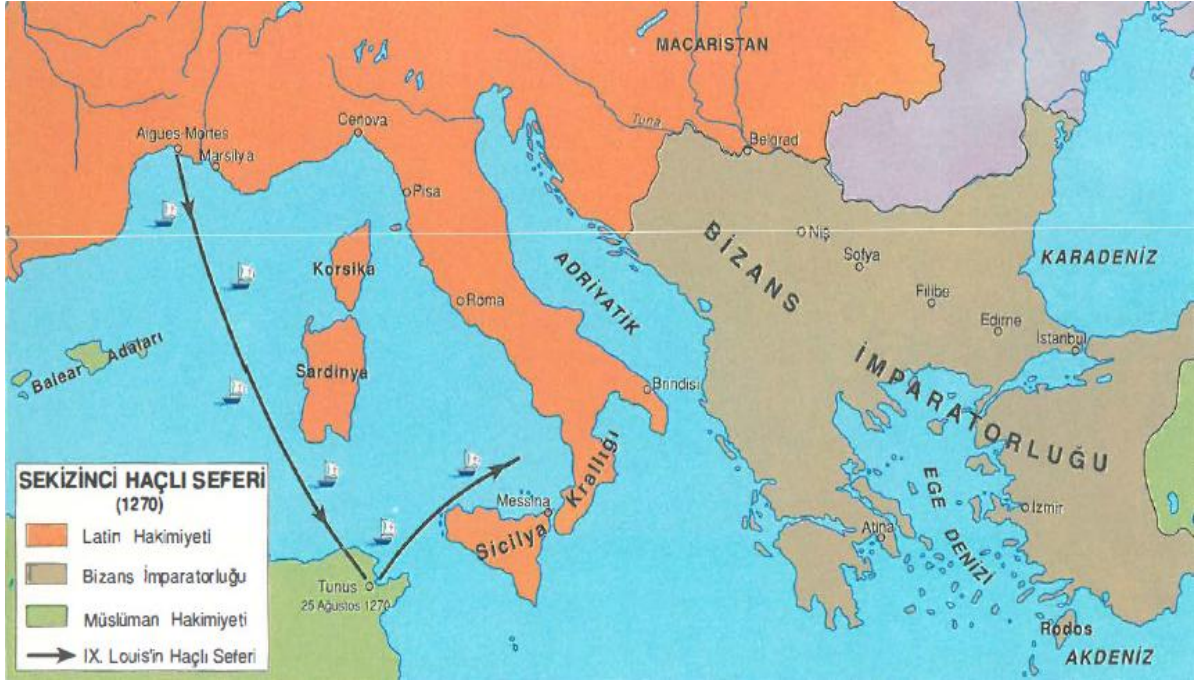 MACARİSTAN
Aigues-Mortes
Marsilya
Cenova
Tuna
Belgrad
Pisa
Korsika
Roma
ADRİYATİK
BİZANS
Niş
Sofya
KARADENİZ
Filibe
Edirne
İstanbul
Balear Adaları
Sardinya
Brindisi
İMPARATORLUĞU
SEKİZİNCİ HAÇLI SEFERİ
(1270)
Latin Hakimiyeti
Bizans İmparatorluğu
Müslüman Hakimiyeti
IX. Louis'in Haçlı Seferi
Messina
Sicilya Krallığı
EGE DENİZİ
İzmir
Atina
Tunus
25 Ağustos 1270
Rodos
AKDENİZ